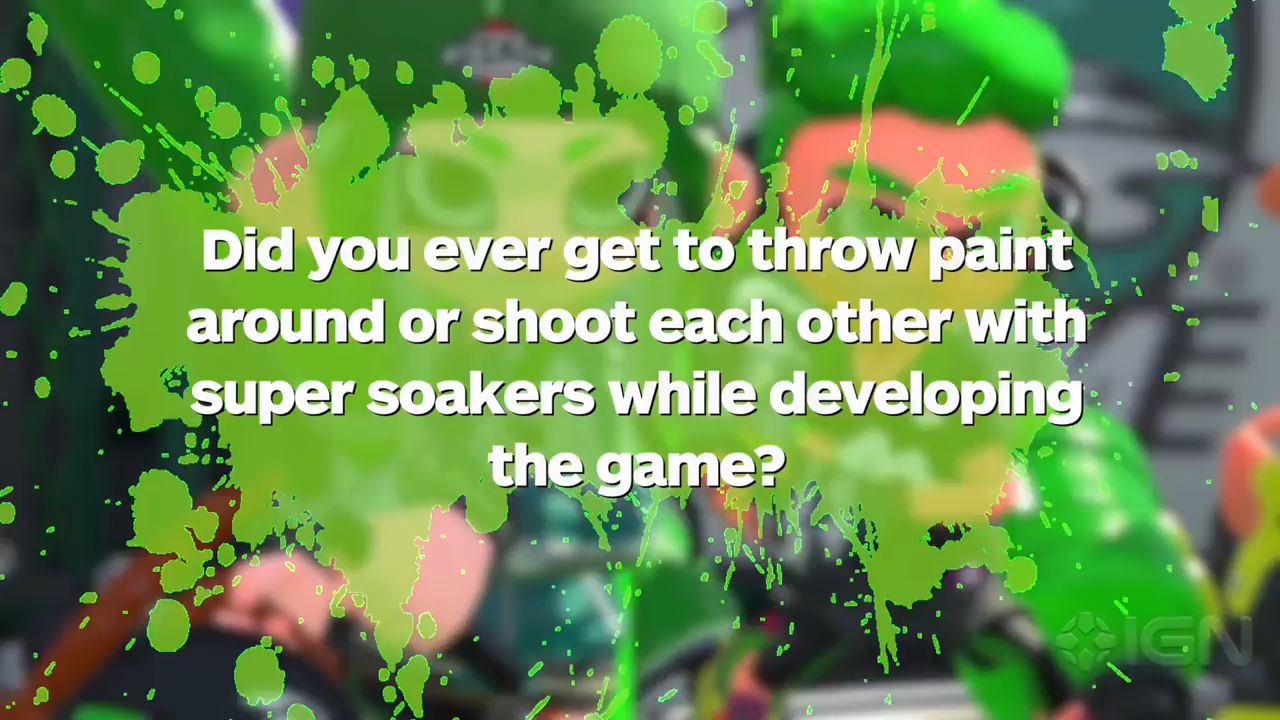 Did you ever get to throw paint
around or shoot each other with
super soakers while developing
the game?
IGN